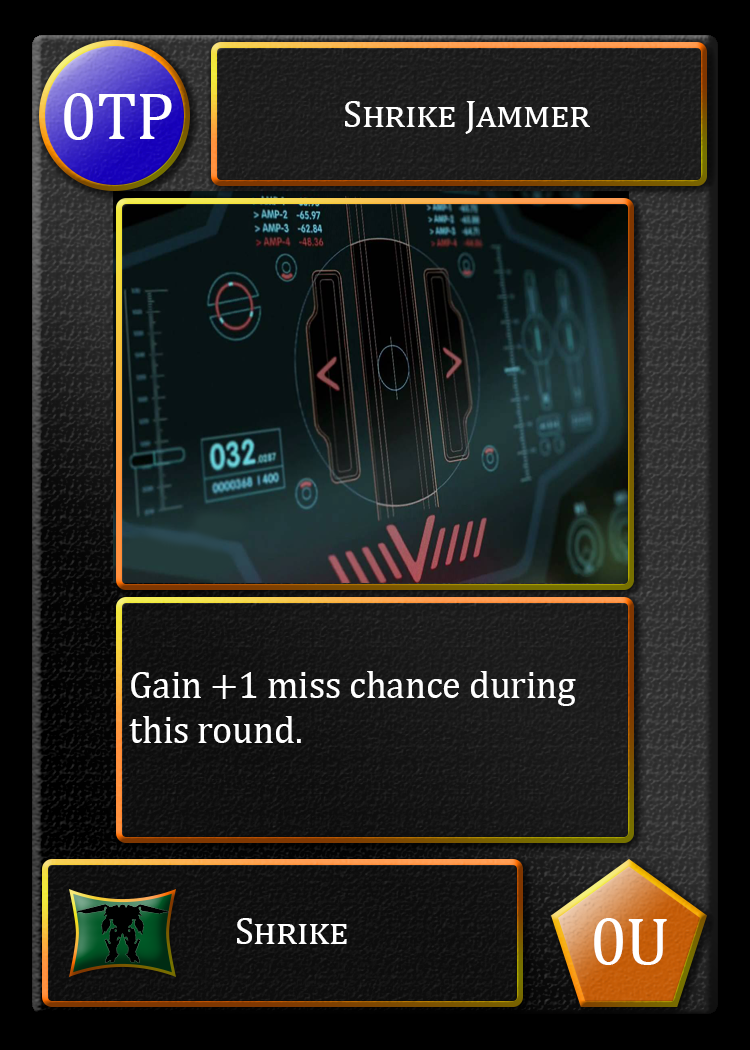 0TP
Shrike Jammer
> AMP-2 -65.97
> AMP-3 -62.84
> AMP-4 -48.36
032.0287
0000368 1400
Gain +1 miss chance during
this round.
Shrike
0U